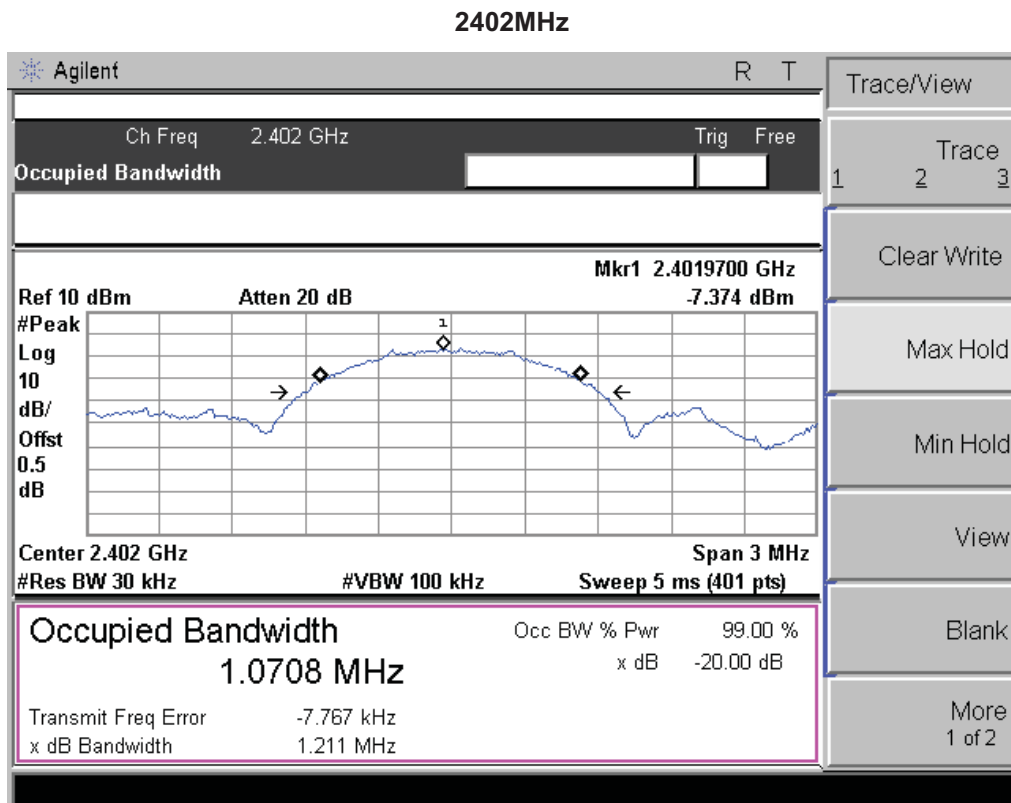 2402MHz
Agilent R T
Trace/View
Ch Freq 2.402 GHz Trig Free
Occupied Bandwidth
Trace
1 2 3
Clear Write
Max Hold
Min Hold
View
Blank
More
1 of 2
Mkr1 2.4019700 GHz
Ref 10 dBm Atten 20 dB -7.374 dBm
#Peak
Log
10
dB/
Offst
0.5
dB
1
Center 2.402 GHz Span 3 MHz
#Res BW 30 kHz #VBW 100 kHz Sweep 5 ms (401 pts)
Occupied Bandwidth Occ BW % Pwr 99.00 %
1.0708 MHz x dB -20.00 dB
Transmit Freq Error -7.767 kHz
x dB Bandwidth 1.211 MHz